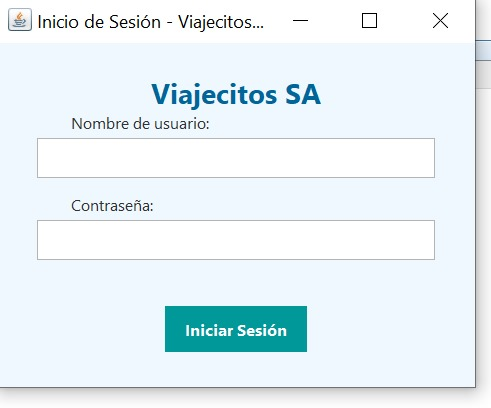 Inicio de Sesión - Viajecitos...
Viajecitos SA
Nombre de usuario:
Contraseña:
Iniciar Sesión